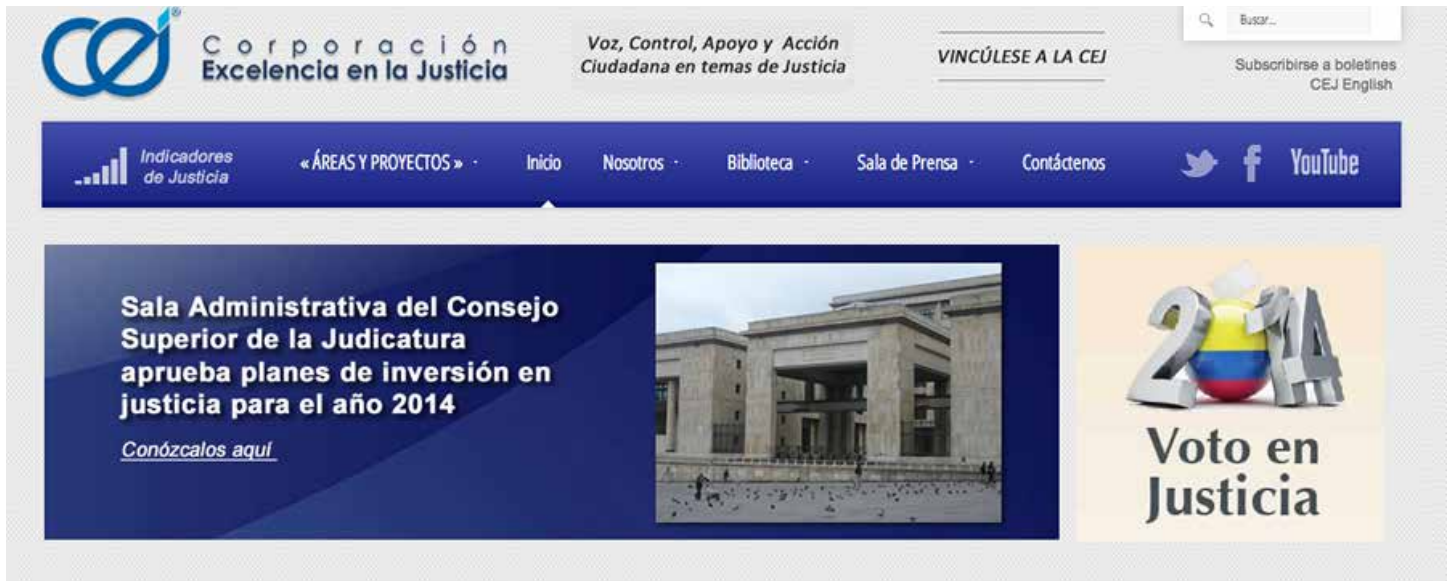 cej®
Corporación
Excelencia en la Justicia
Voz, Control, Apoyo y Acción
Ciudadana en temas de Justicia
VINCÚLESE A LA CEJ
Buscar...
Subscribirse a boletines
CEJ English
Indicadores
de Justicia
« ÁREAS Y PROYECTOS »
Inicio
Nosotros
Biblioteca
Sala de Prensa
Contáctenos
YouTube
Sala Administrativa del Consejo
Superior de la Judicatura
aprueba planes de inversión en
justicia para el año 2014
Conózcalos aquí
2014
Voto en
Justicia